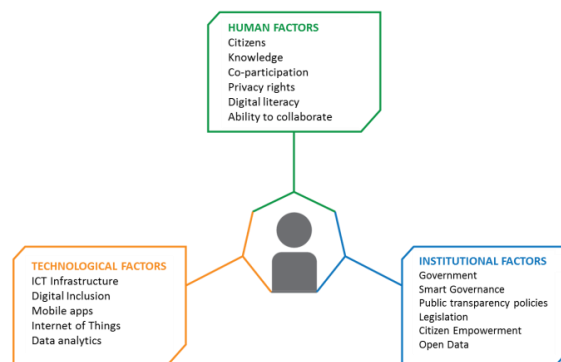 HUMAN FACTORS
Citizens
Knowledge
Co-participation
Privacy rights
Digital literacy
Ability to collaborate
TECHNOLOGICAL FACTORS
ICT Infrastructure
Digital Inclusion
Mobile apps
Internet of Things
Data analytics
INSTITUTIONAL FACTORS
Government
Smart Governance
Public transparency policies
Legislation
Citizen Empowerment
Open Data